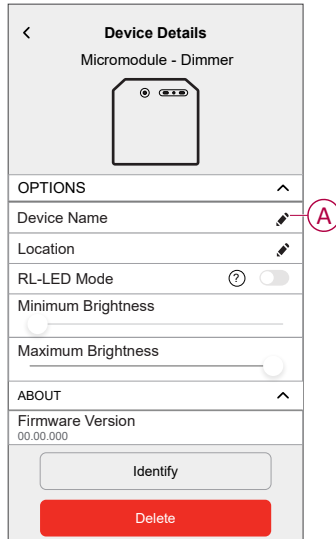 Device Details
Micromodule - Dimmer
OPTIONS
Device Name
A
Location
RL-LED Mode
?
Minimum Brightness
Maximum Brightness
ABOUT
Firmware Version
00.00.000
Identify
Delete